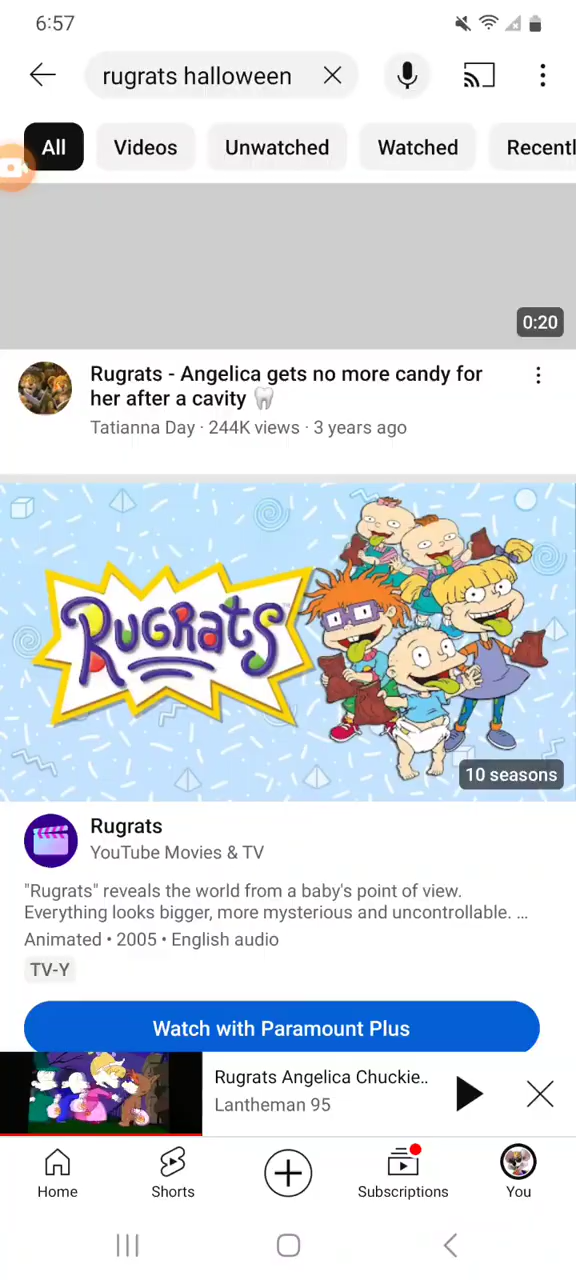 6:57
rugrats halloween
All
Videos
Unwatched
Watched
Recentl
0:20
Rugrats - Angelica gets no more candy for
her after a cavity 🦷
Tatianna Day · 244K views · 3 years ago
RUGRatS
10 seasons
Rugrats
YouTube Movies & TV
"Rugrats" reveals the world from a baby's point of view.
Everything looks bigger, more mysterious and uncontrollable. ...
Animated • 2005 • English audio
TV-Y
Watch with Paramount Plus
Rugrats Angelica Chuckie..
Lantheman 95
Home
Shorts
Subscriptions
You